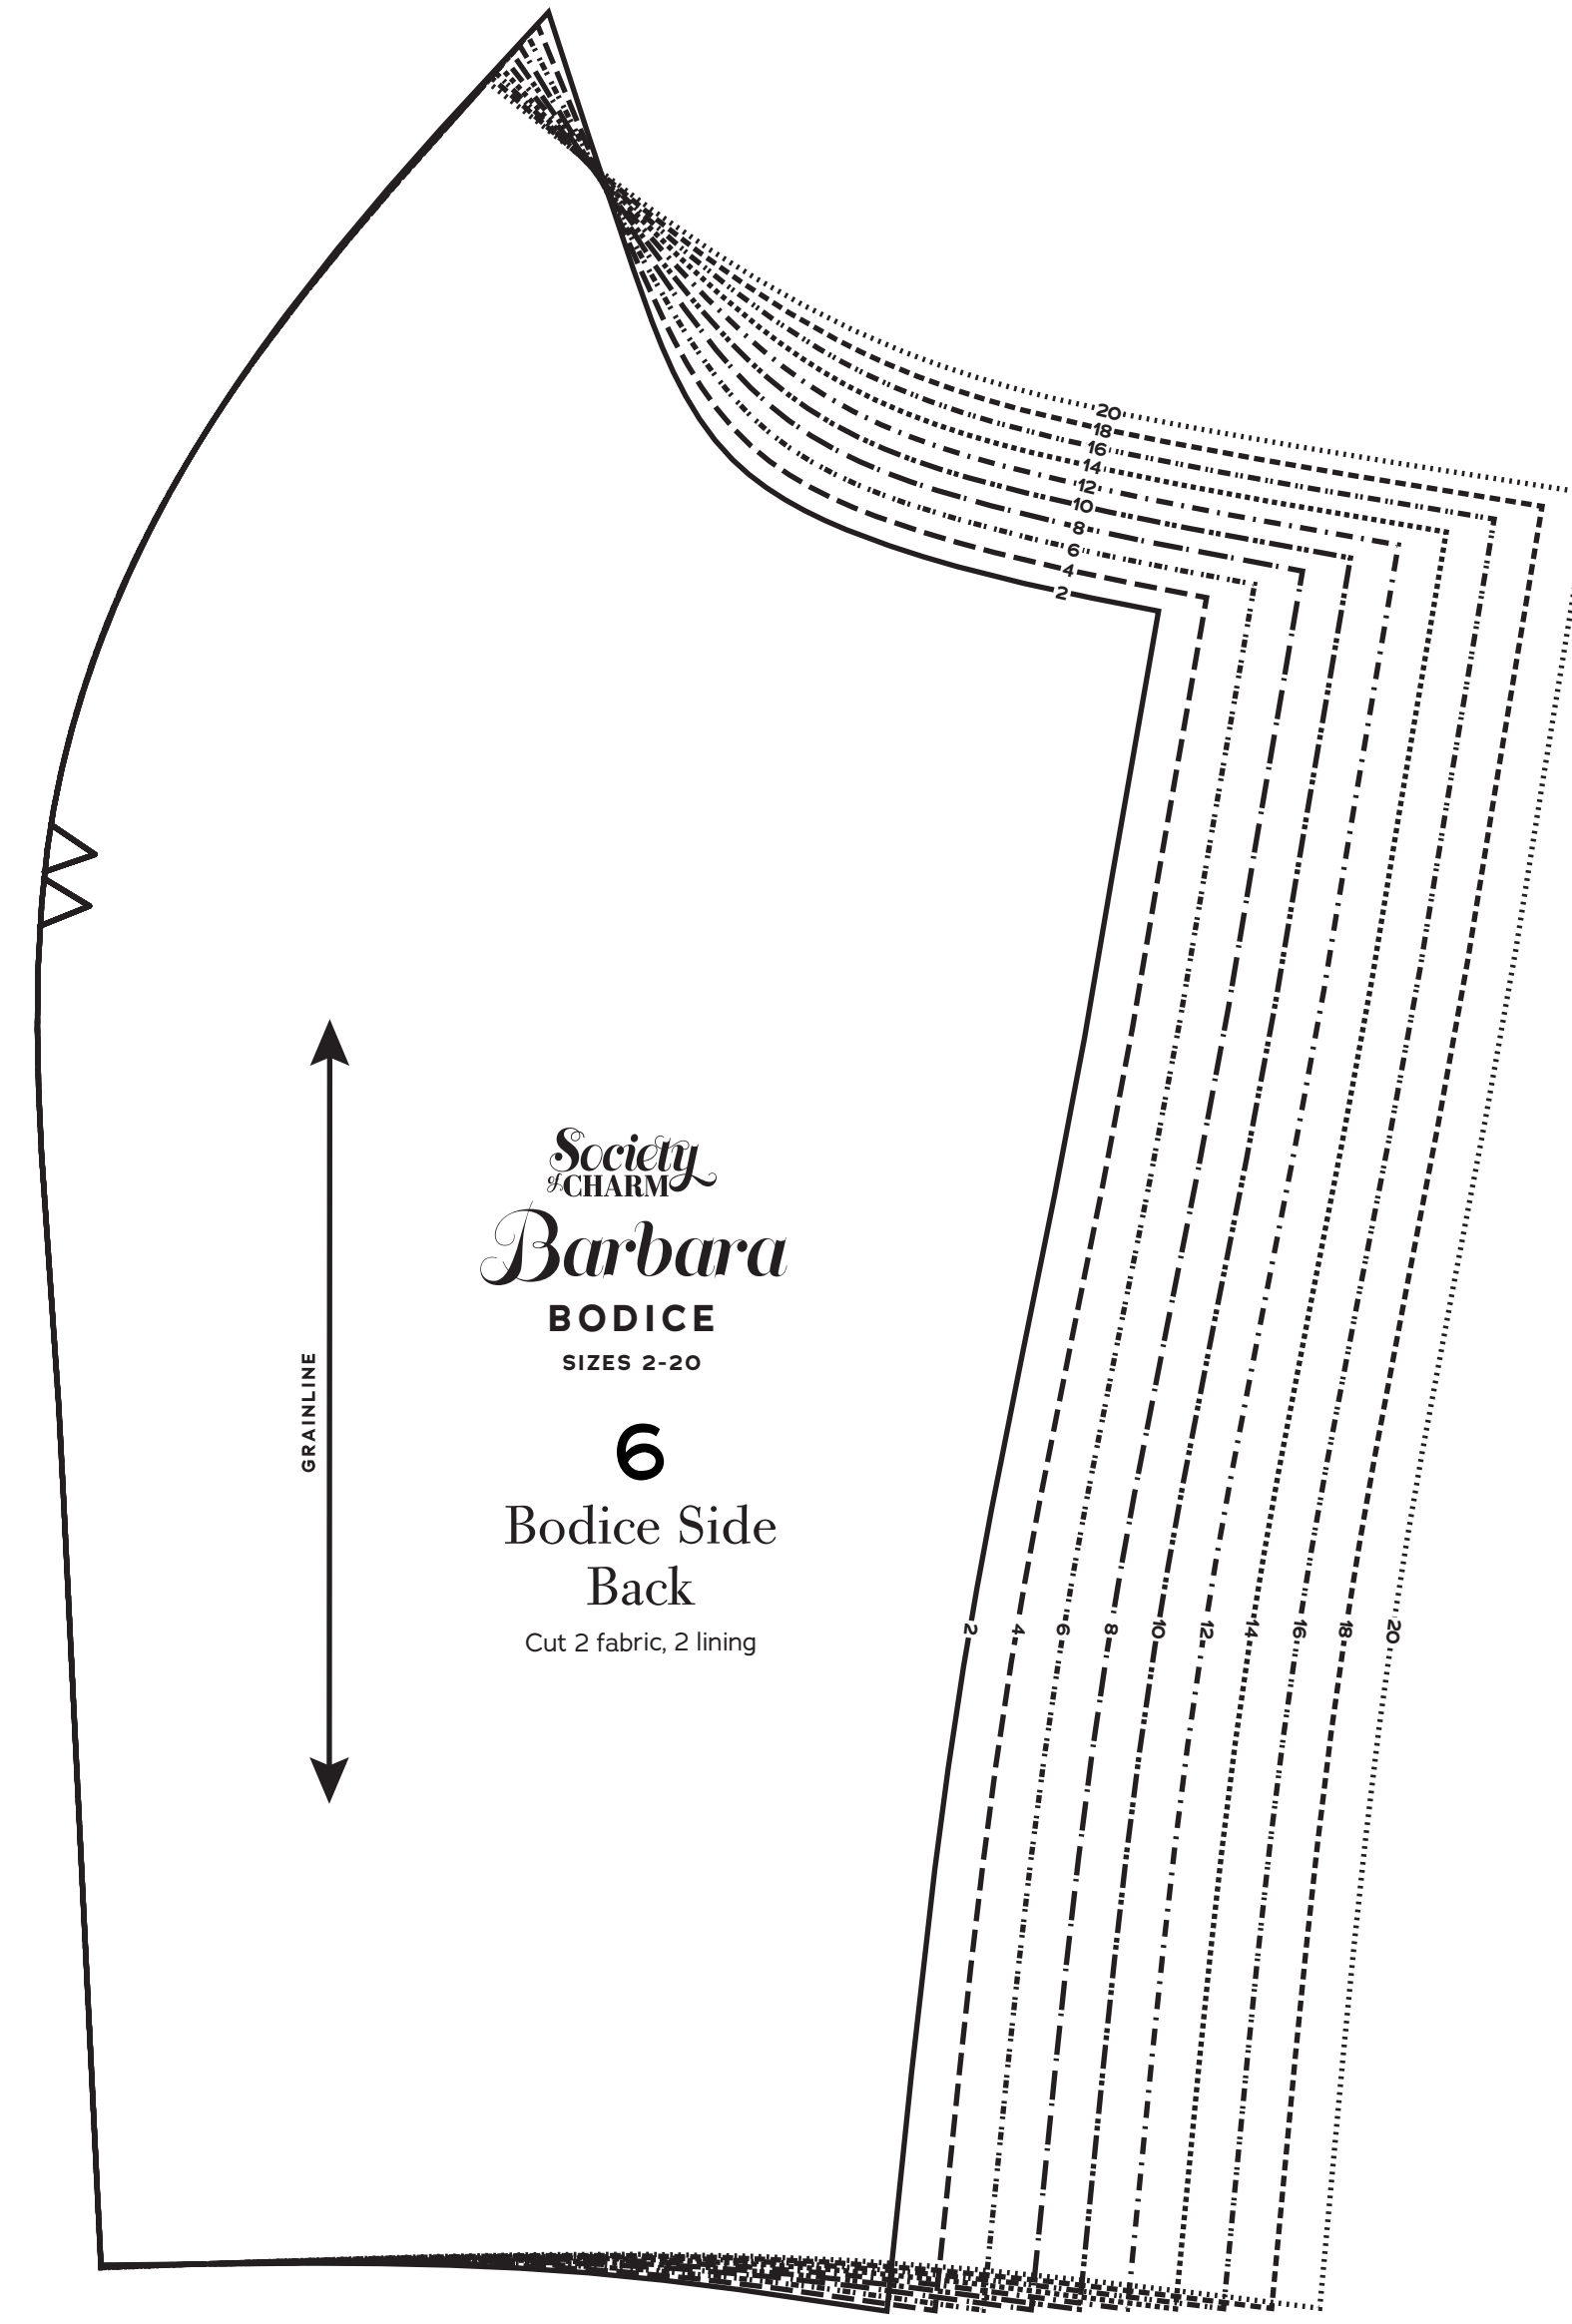 20
18
16
14
12
10
8
6
4
2
Society
of CHARM
Barbara
BODICE
SIZES 2-20
GRAINLINE
6
Bodice Side
Back
Cut 2 fabric, 2 lining
2 4 6 8 10 12 14 16 18 20